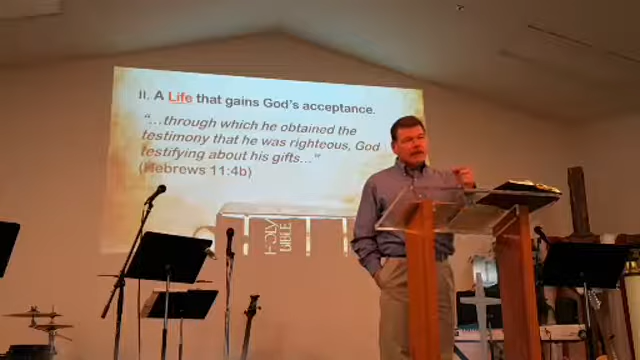 II. A Life that gains God's acceptance.
"...through which he obtained the
testimony that he was righteous, God
testifying about his gifts..."
(Hebrews 11:4b)
HOLY
BIBLE